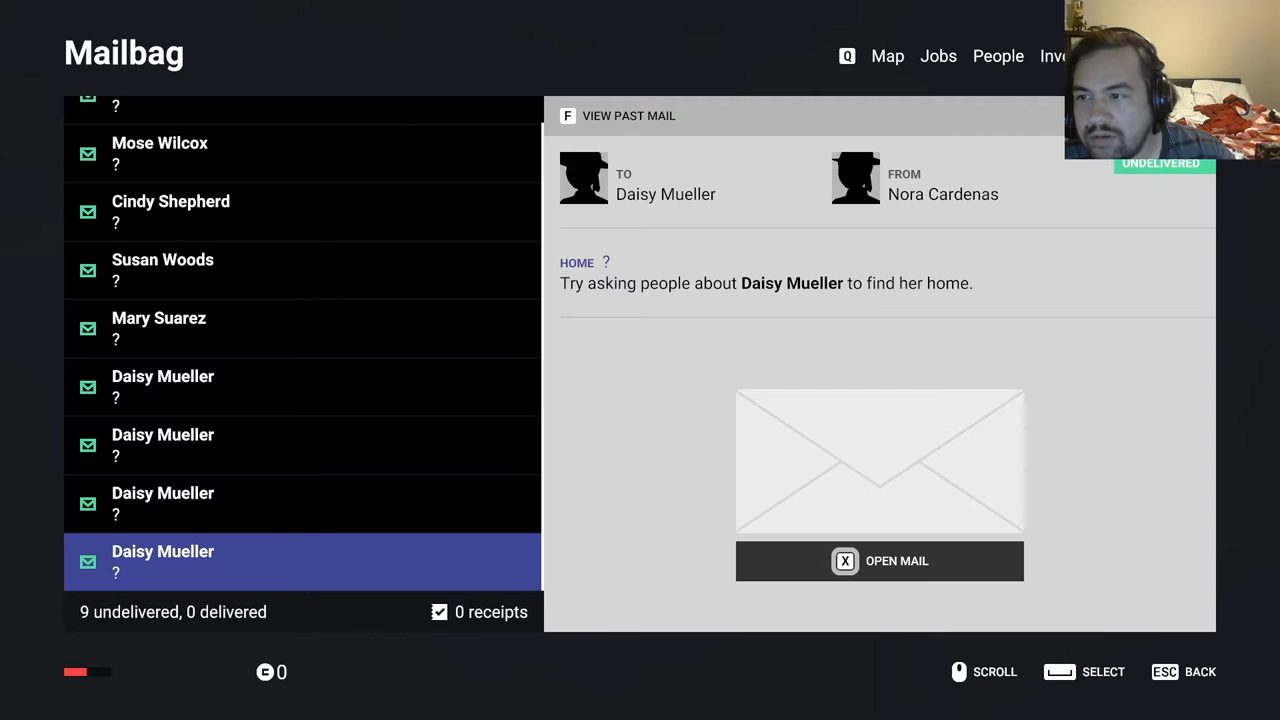 Mailbag
Q Map Jobs People Inve
?
Mose Wilcox
?
Cindy Shepherd
?
Susan Woods
?
Mary Suarez
?
Daisy Mueller
?
Daisy Mueller
?
Daisy Mueller
?
Daisy Mueller
?
9 undelivered, 0 delivered 0 receipts
F VIEW PAST MAIL
UNDELIVERED
TO
Daisy Mueller
FROM
Nora Cardenas
HOME ?
Try asking people about Daisy Mueller to find her home.
X OPEN MAIL
C 0
SCROLL SELECT ESC BACK